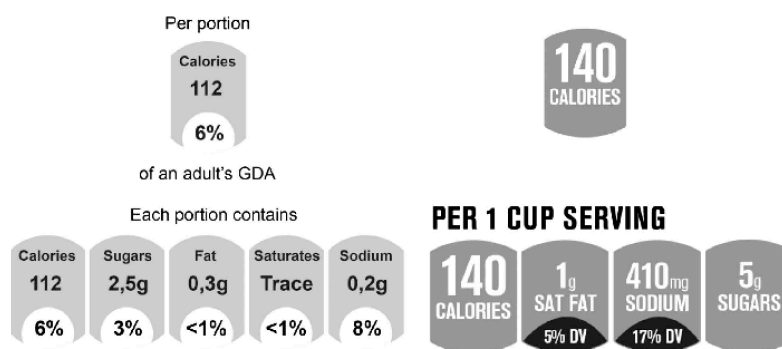 Per portion
Calories
112
6%
of an adult's GDA
140
CALORIES
Each portion contains
Calories Sugars Fat Saturates Sodium
112 2,5g 0,3g Trace 0,2g
6% 3% <1% <1% 8%
PER 1 CUP SERVING
140 1g 410mg 5g
CALORIES SAT FAT SODIUM SUGARS
5% DV 17% DV